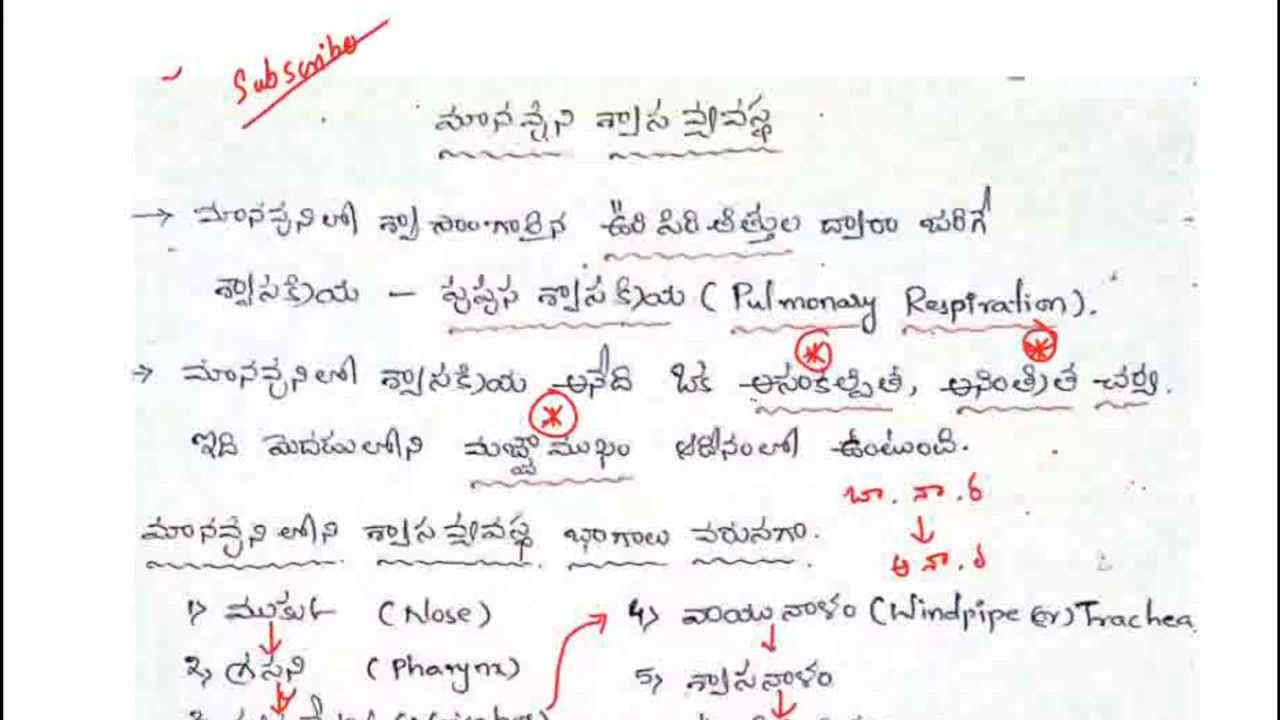 Subscribe
మానవుని శ్వాస వ్యవస్థ
→ మానవునిలో శ్వాసాంగాలైన ఊపిరితిత్తుల ద్వారా జరిగే
శ్వాసక్రియ – పుపుస శ్వాసక్రియ (Pulmonary Respiration).
→ మానవునిలో శ్వాసక్రియ అనేది ఒక అసంకల్పిత, అనియంత్రిత చర్య.
ఇది మెదడులోని మజ్జాముఖం ఆధీనంలో ఉంటుంది.
బా. నా. ర
↓
అ నా. ర
మానవునిలోని శ్వాస వ్యవస్థ భాగాలు వరుసగా.
1) ముక్కు (Nose)
2) గ్రసని (Pharynx)
4) వాయునాళం (Windpipe (or) Trachea
5) శ్వాసనాళం